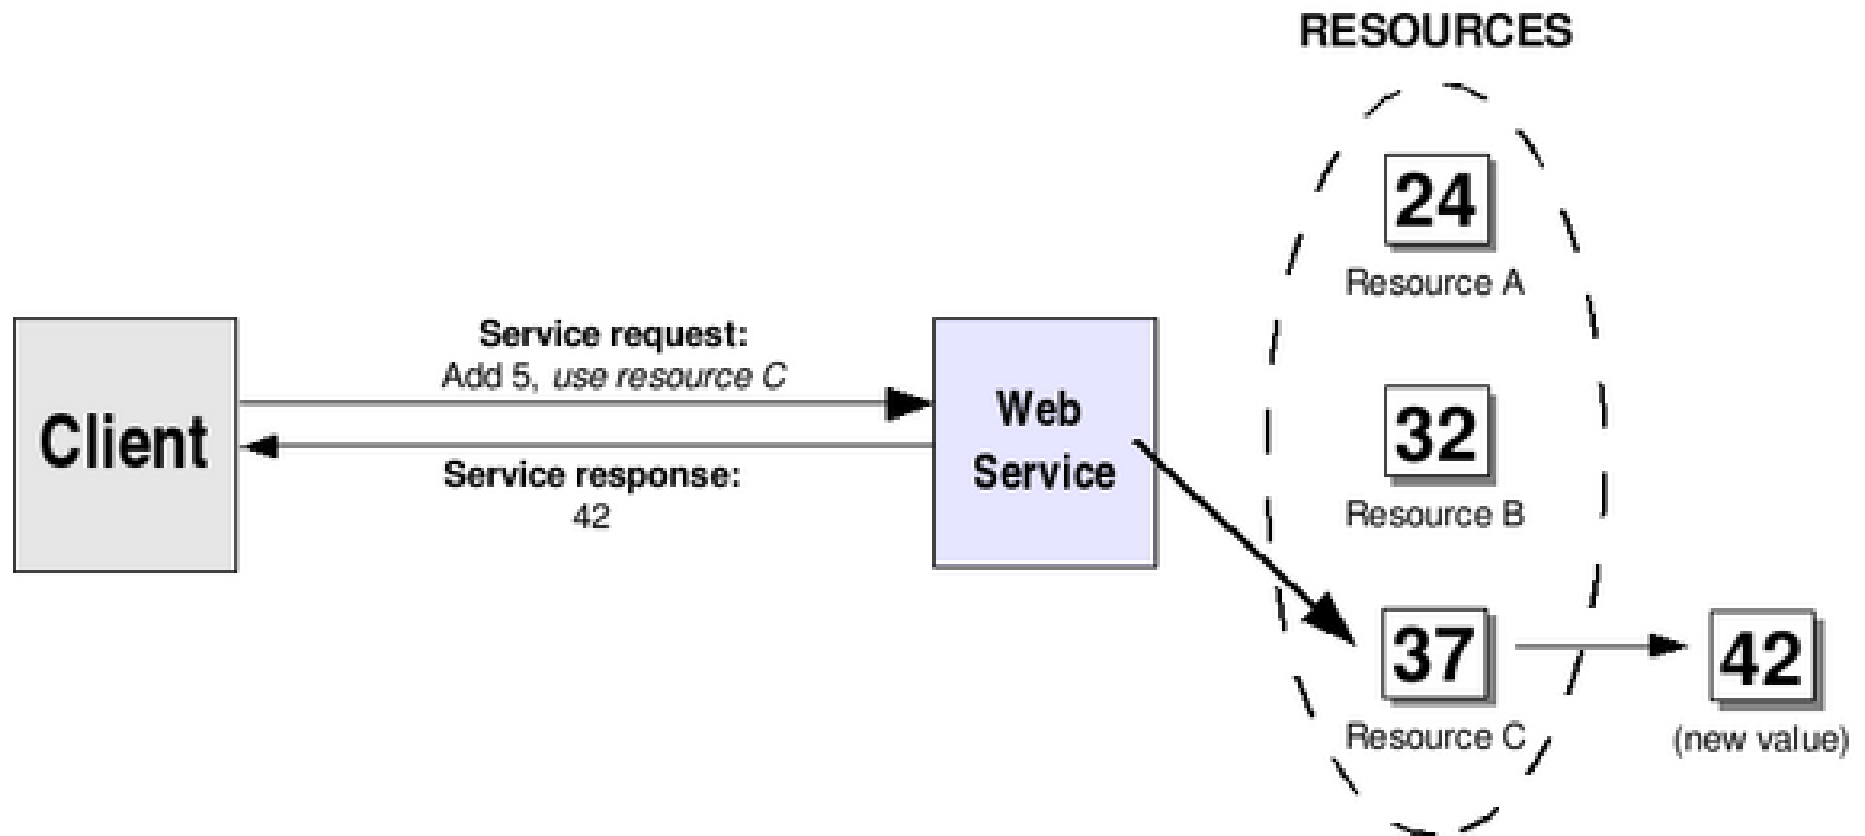 RESOURCES
24
Resource A
Service request:
Add 5, use resource C
Client
Web
Service
32
Service response:
42
Resource B
37
42
Resource C
(new value)